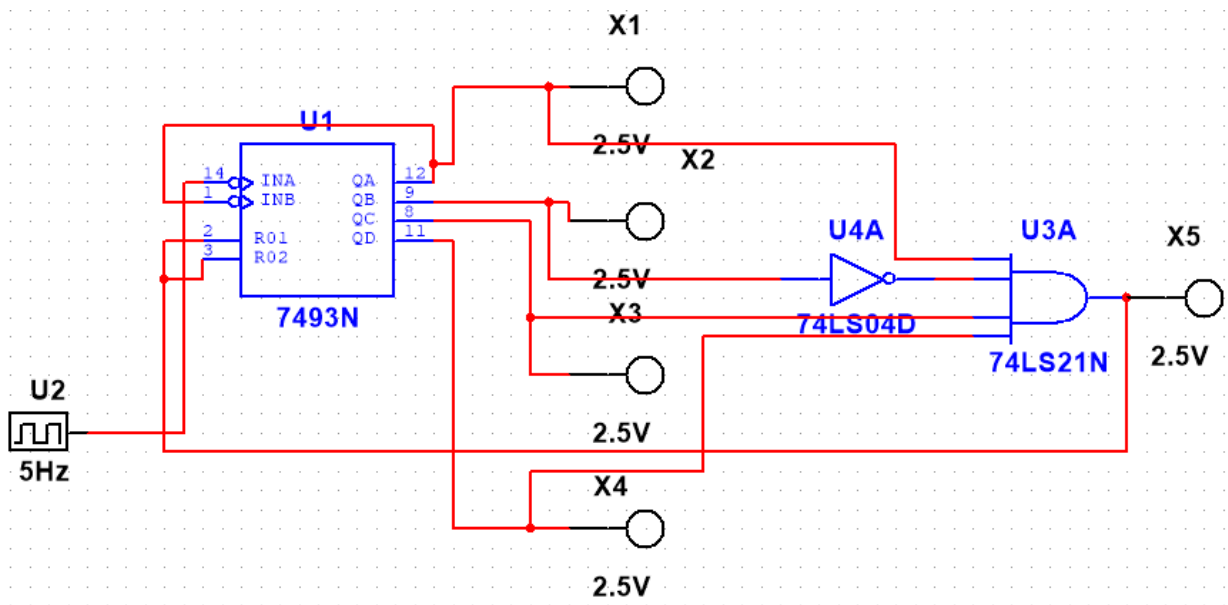 X1
U1
2.5V
X2
14
INA
QA
12
1
INB
QB
9
QC
8
2
R01
QD
11
3
R02
7493N
2.5V
X3
U4A
74LS04D
U3A
74LS21N
X5
2.5V
U2
5Hz
2.5V
X4
2.5V